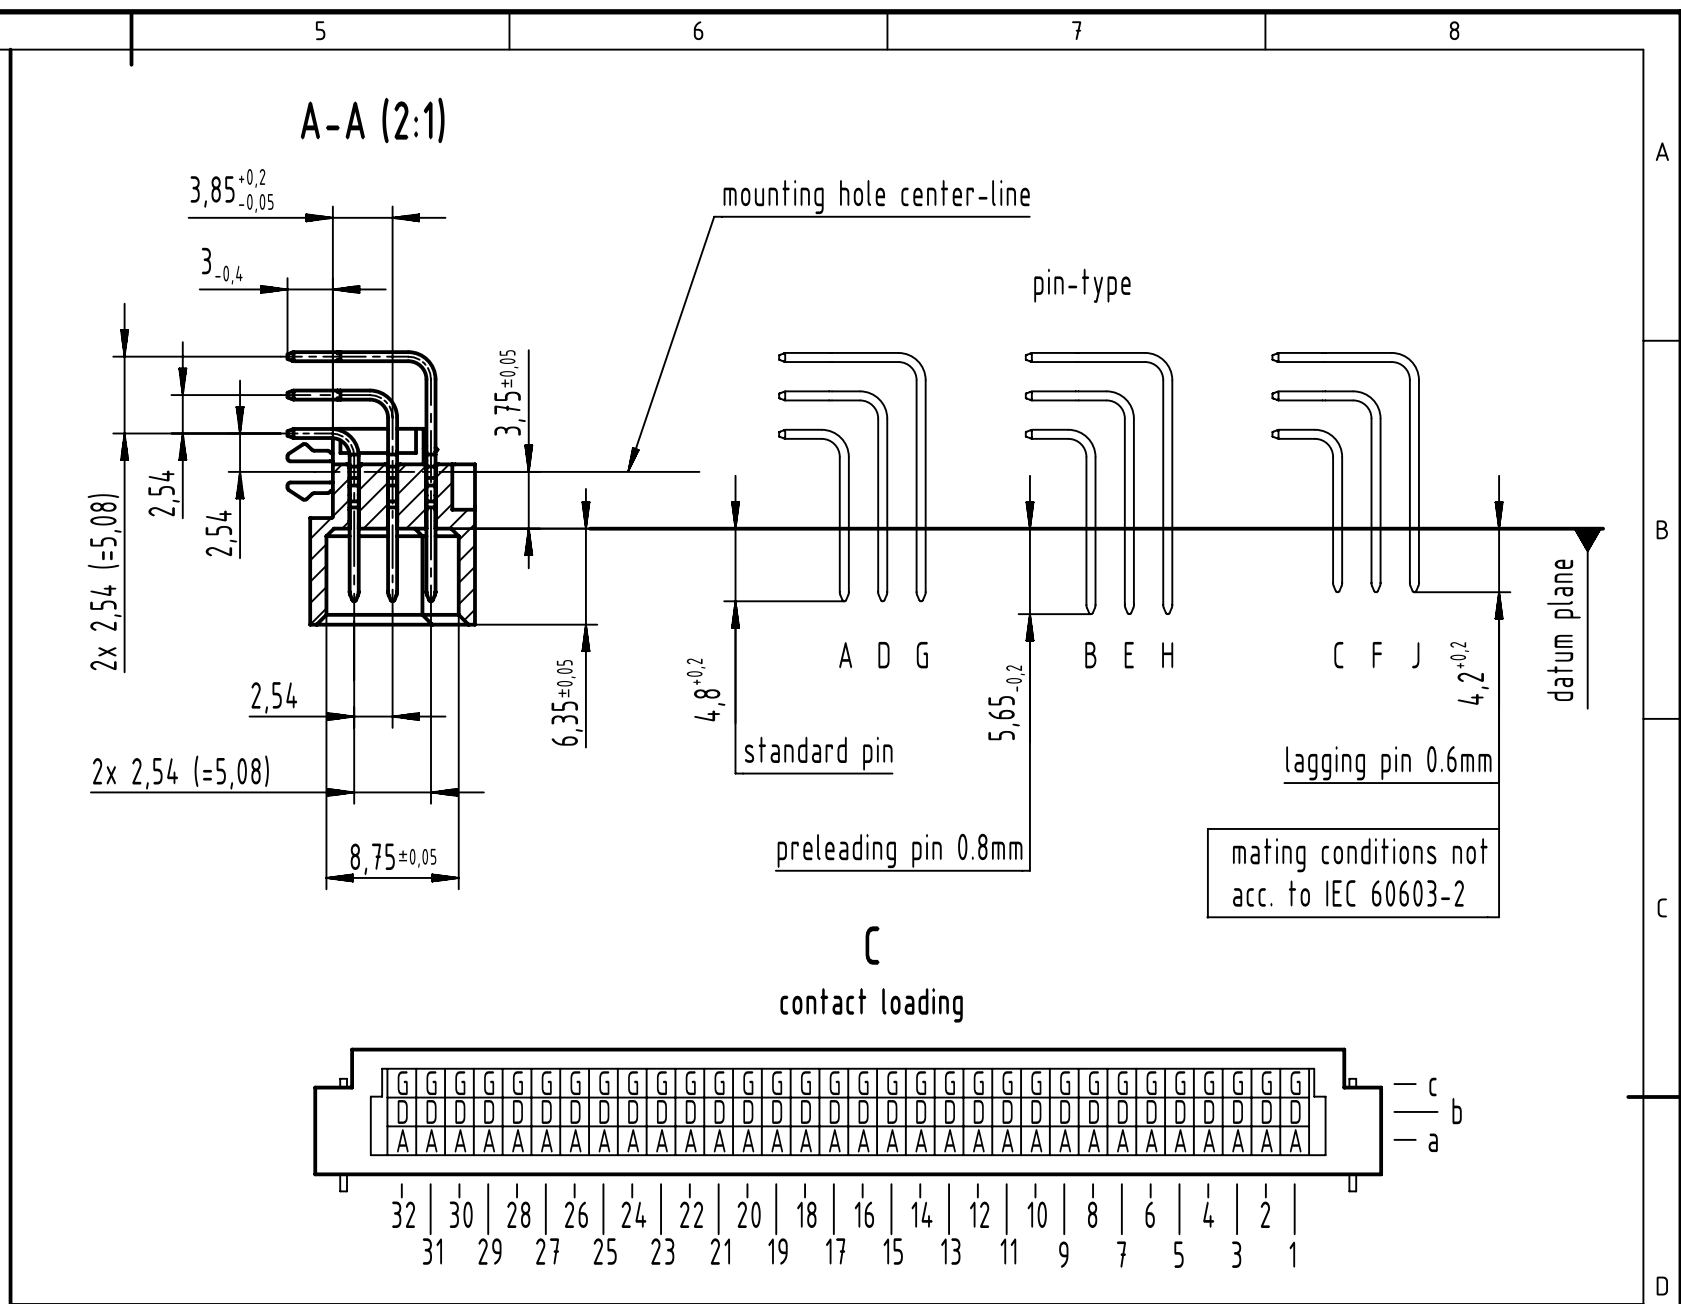 5 6 7 8
A-A (2:1)
A
3,85 +0,2 -0,05
mounting hole center-line
3 -0,4
pin-type
3,75±0,05
2,54
2,54
2x 2,54 (=5,08)
B
datum plane
A D G
B E H
C F J
4,8+0,2
5,65-0,2
4,2+0,2
6,35±0,05
2,54
standard pin
lagging pin 0.6mm
2x 2,54 (=5,08)
preleading pin 0.8mm
mating conditions not
acc. to IEC 60603-2
8,75±0,05
C
C
contact loading
G G G G G G G G G G G G G G G G G G G G G G G G G G G G G G G G c
D D D D D D D D D D D D D D D D D D D D D D D D D D D D D D D D b
A A A A A A A A A A A A A A A A A A A A A A A A A A A A A A A A a
32 30 28 26 24 22 20 18 16 14 12 10 8 6 4 2
31 29 27 25 23 21 19 17 15 13 11 9 7 5 3 1
D